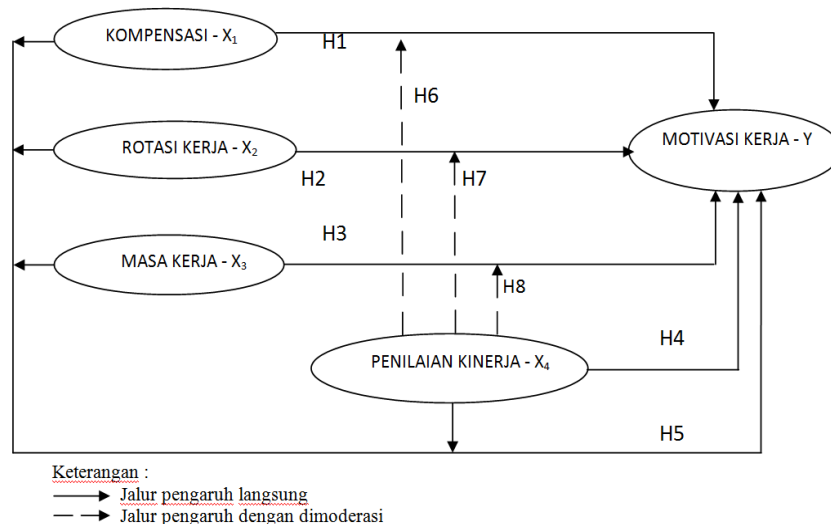 KOMPENSASI - X₁
H1
H6
ROTASI KERJA - X₂
MOTIVASI KERJA - Y
H2
H7
H3
MASA KERJA - X₃
H8
PENILAIAN KINERJA - X₄
H4
H5
Keterangan :
Jalur pengaruh langsung
Jalur pengaruh dengan dimoderasi